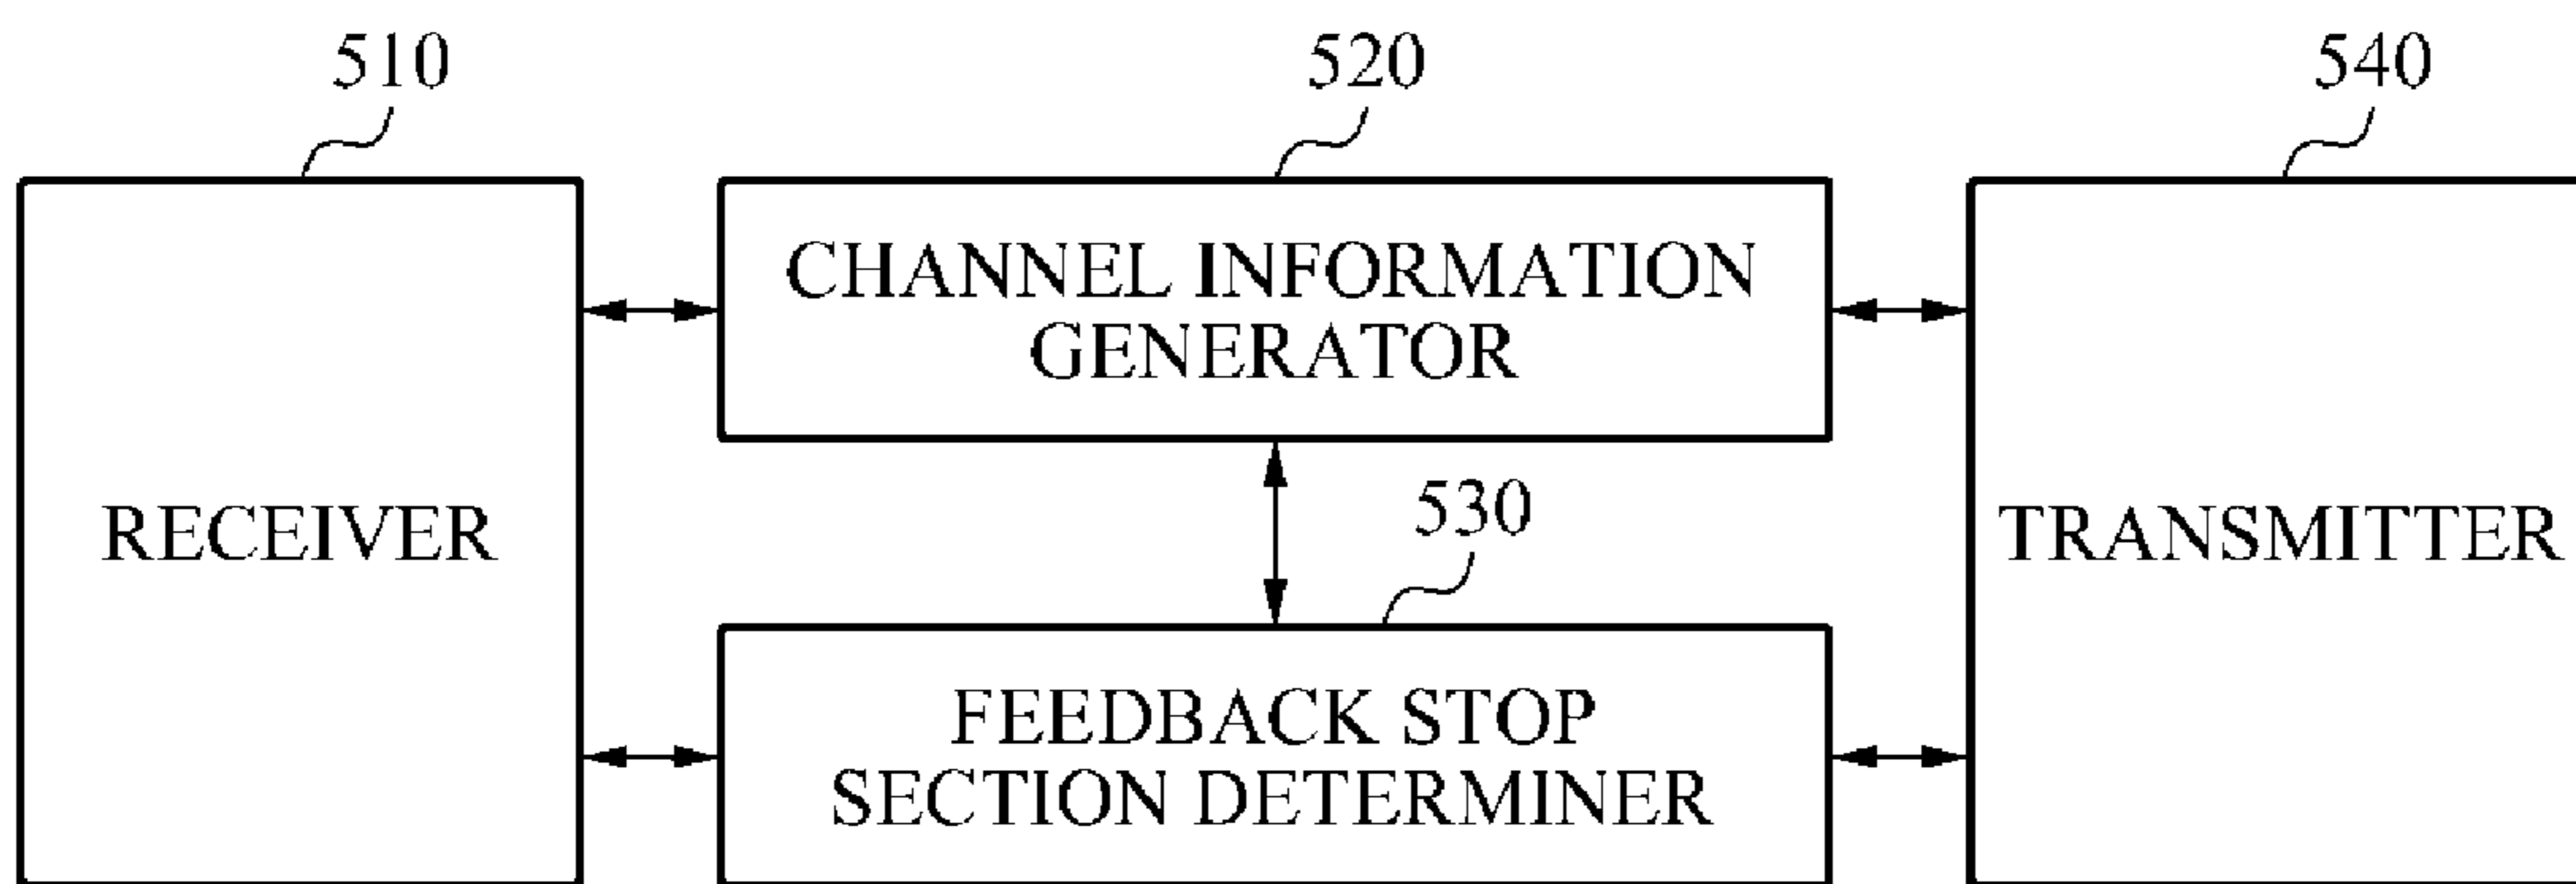 510
520
540
CHANNEL INFORMATION
GENERATOR
530
RECEIVER
TRANSMITTER
FEEDBACK STOP
SECTION DETERMINER